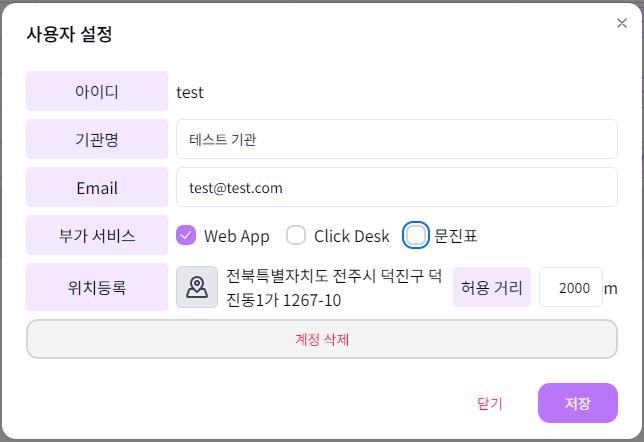 사용자 설정
아이디 test
기관명 테스트 기관
Email test@test.com
부가 서비스 Web App Click Desk 문진표
위치등록 전북특별자치도 전주시 덕진구 덕
진동1가 1267-10 허용 거리 2000 m
계정 삭제
닫기 저장